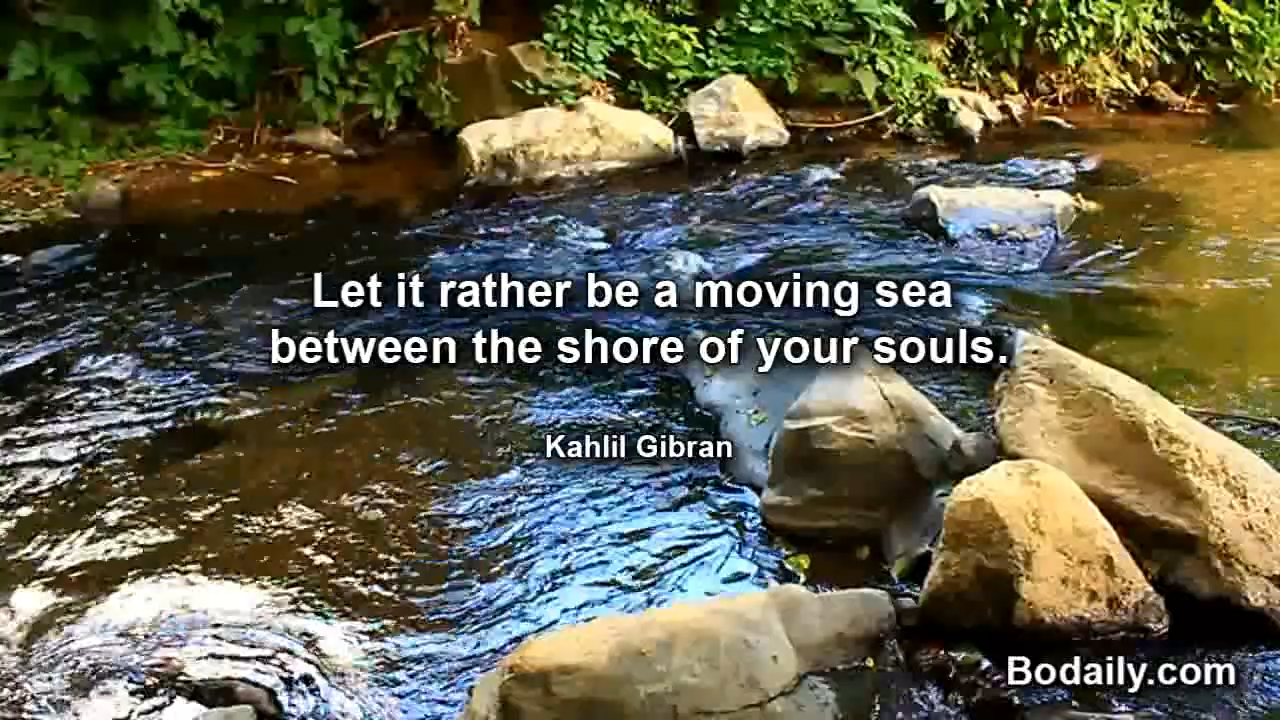 Let it rather be a moving sea
between the shore of your souls.
Kahlil Gibran
Bodaily.com